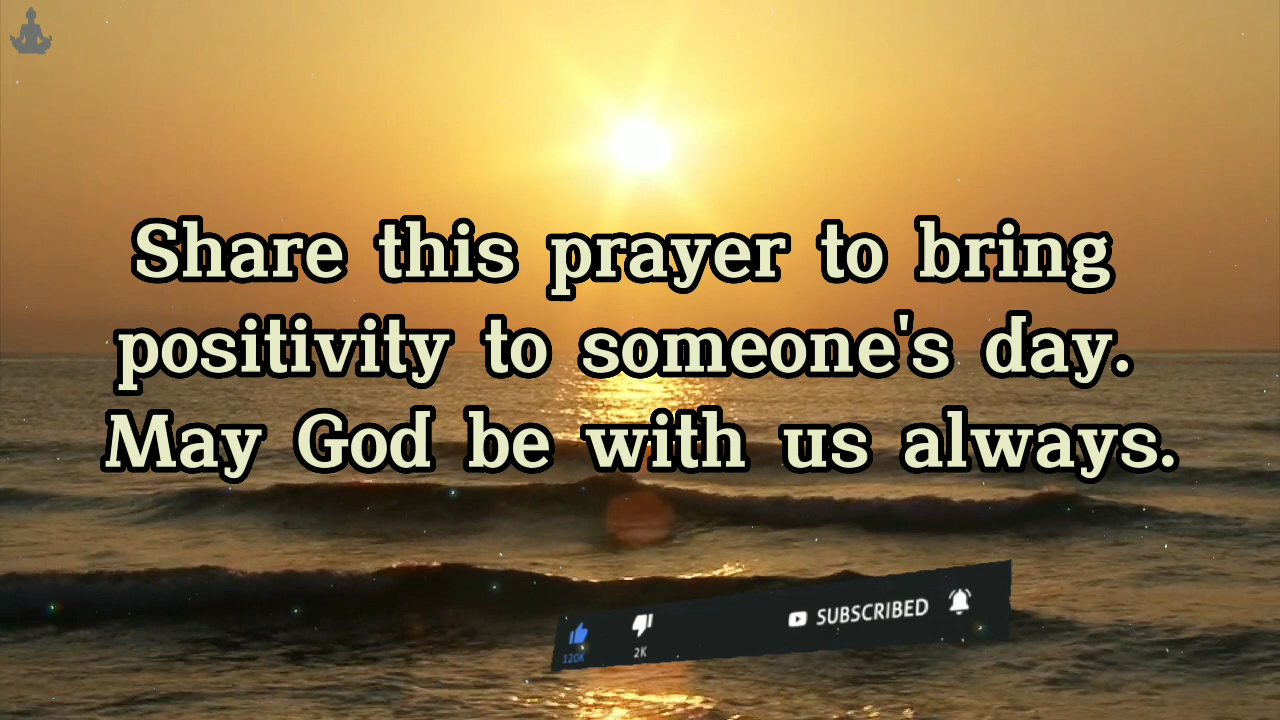 Share this prayer to bring
positivity to someone's day.
May God be with us always.
120K
2K
SUBSCRIBED